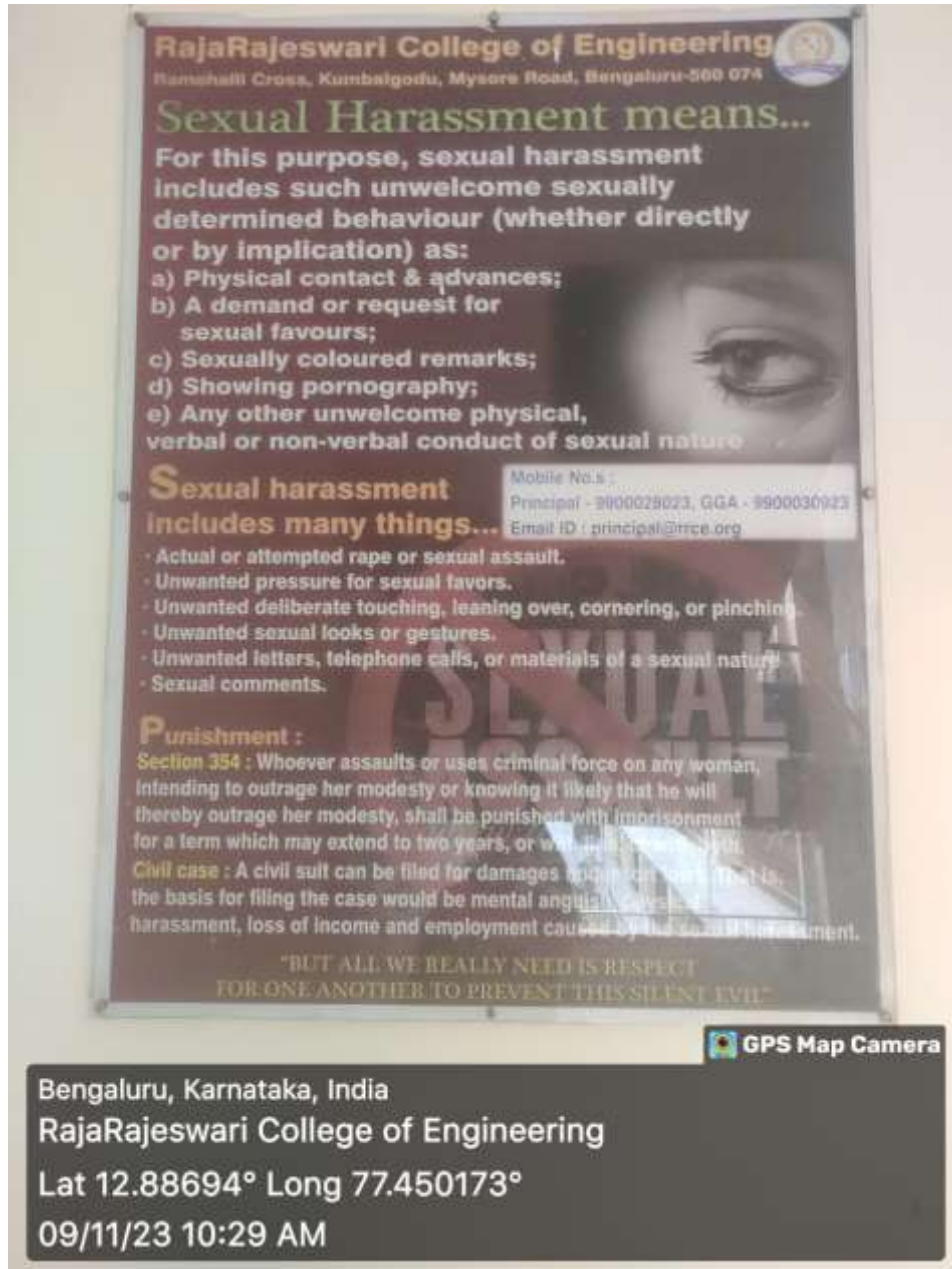 RajaRajeswari College of Engineering
Ramohalli Cross, Kumbalgodu, Mysore Road, Bengaluru-560 074
Sexual Harassment means...
For this purpose, sexual harassment
includes such unwelcome sexually
determined behaviour (whether directly
or by implication) as:
a) Physical contact & advances;
b) A demand or request for
sexual favours;
c) Sexually coloured remarks;
d) Showing pornography;
e) Any other unwelcome physical,
verbal or non-verbal conduct of sexual nature
Sexual harassment
includes many things...
Mobile No.s :
Principal - 9900029023, GGA - 9900030923
Email ID : principal@rrce.org
· Actual or attempted rape or sexual assault.
· Unwanted pressure for sexual favors.
· Unwanted deliberate touching, leaning over, cornering, or pinching.
· Unwanted sexual looks or gestures.
· Unwanted letters, telephone calls, or materials of a sexual nature
· Sexual comments.
SEXUAL
ASSAULT
Punishment :
Section 354 : Whoever assaults or uses criminal force on any woman,
intending to outrage her modesty or knowing it likely that he will
thereby outrage her modesty, shall be punished with imprisonment
for a term which may extend to two years, or
Civil case : A civil suit can be filed for damages
the basis for filing the case would be mental
harassment, loss of income and employment caused by the sexual harassment.
"BUT ALL WE REALLY NEED IS RESPECT
FOR ONE ANOTHER TO PREVENT THIS SILENT EVIL"
GPS Map Camera
Bengaluru, Karnataka, India
RajaRajeswari College of Engineering
Lat 12.88694° Long 77.450173°
09/11/23 10:29 AM